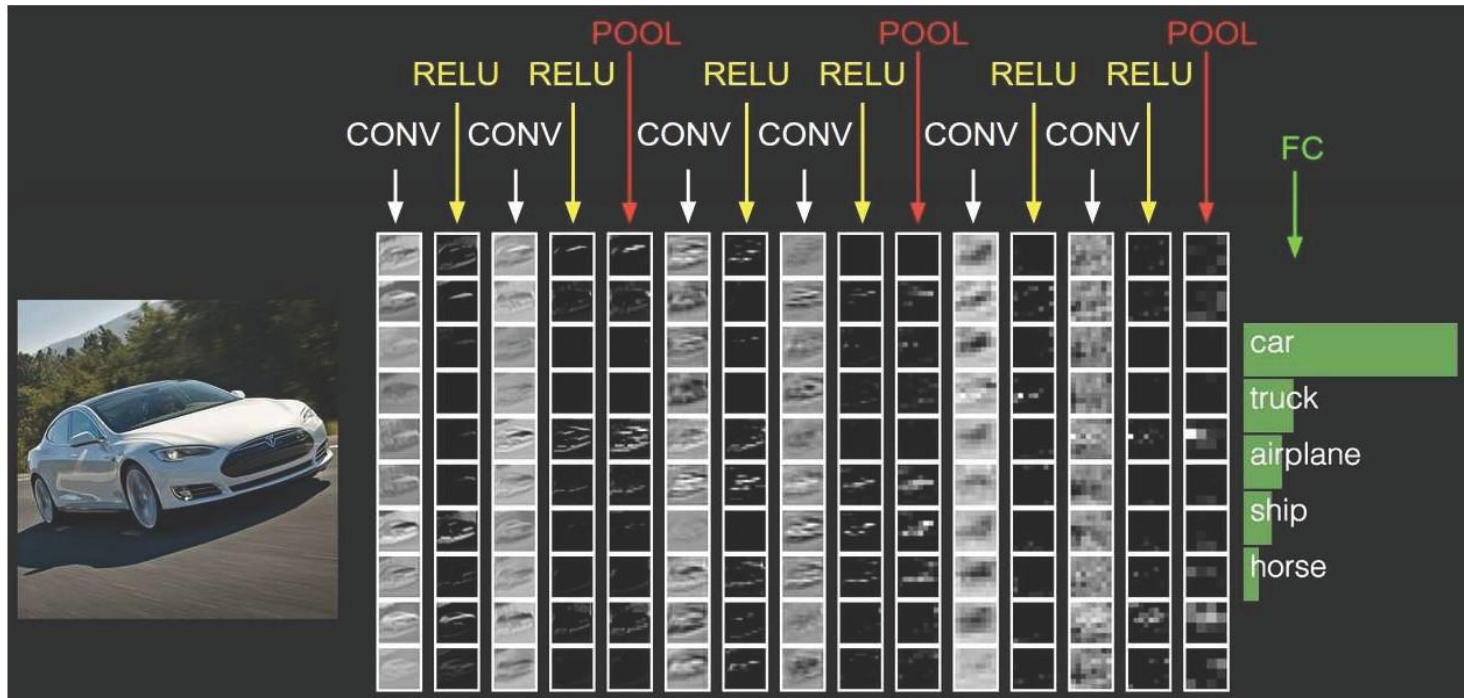 POOL POOL POOL
RELU RELU RELU RELU RELU RELU
CONV CONV CONV CONV CONV CONV
FC
car
truck
airplane
ship
horse